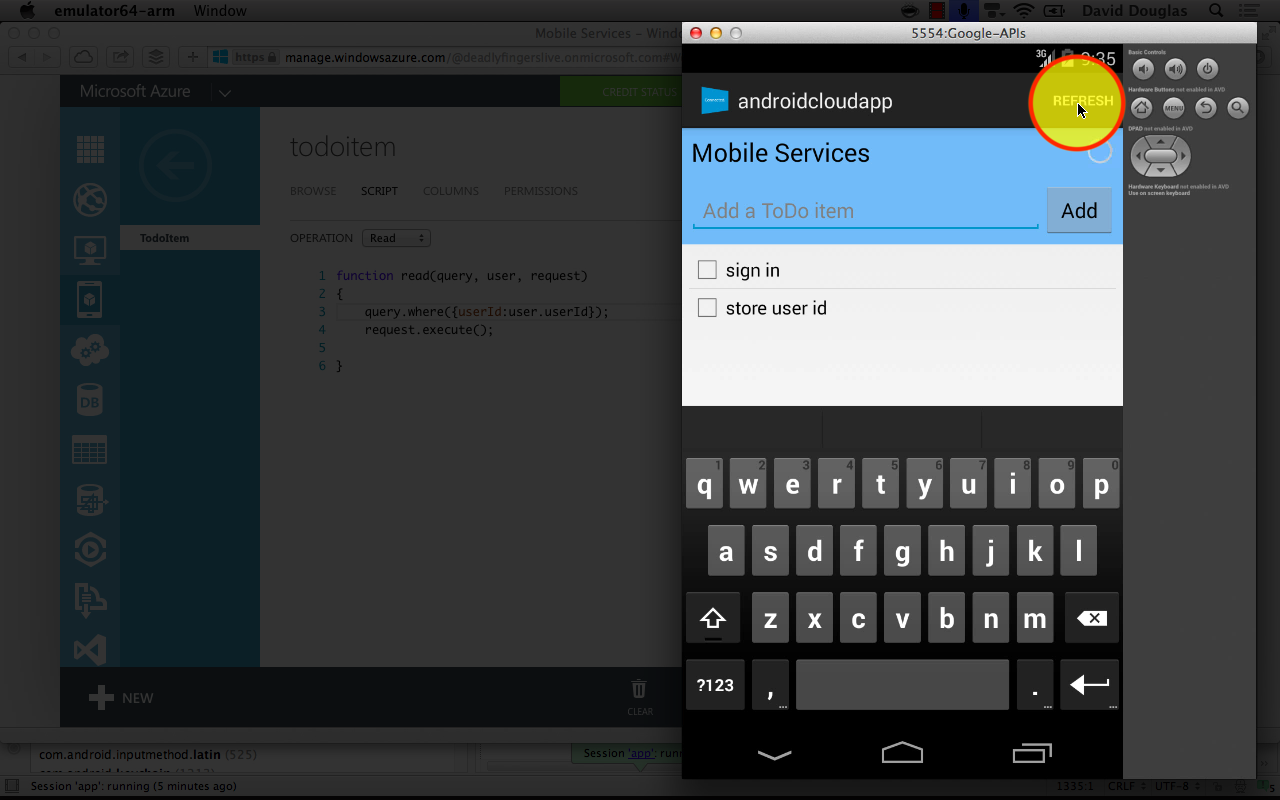 emulator64-arm Window
David Douglas
Mobile Services – Windo
https manage.windowsazure.com/@deadlyfingerslive.onmicrosoft.com#W
Microsoft Azure
CREDIT STATUS
TodoItem
todoitem
BROWSE SCRIPT COLUMNS PERMISSIONS
OPERATION Read
1 function read(query, user, request)
2 {
3 query.where({userId:user.userId});
4 request.execute();
5
6 }
DB
NEW
CLEAR
com.android.inputmethod.latin (525)
Session 'app': runn
Session 'app': running (5 minutes ago)
1335:1 CRLF UTF-8
5554:Google-APIs
3G 9:35
androidcloudapp
REFRESH
Mobile Services
Add a ToDo item
Add
sign in
store user id
1 2 3 4 5 6 7 8 9 0
q w e r t y u i o p
a s d f g h j k l
z x c v b n m
?123 , .
Basic Controls
Hardware Buttons not enabled in AVD
MENU
DPAD not enabled in AVD
Hardware Keyboard not enabled in AVD
Use on screen keyboard